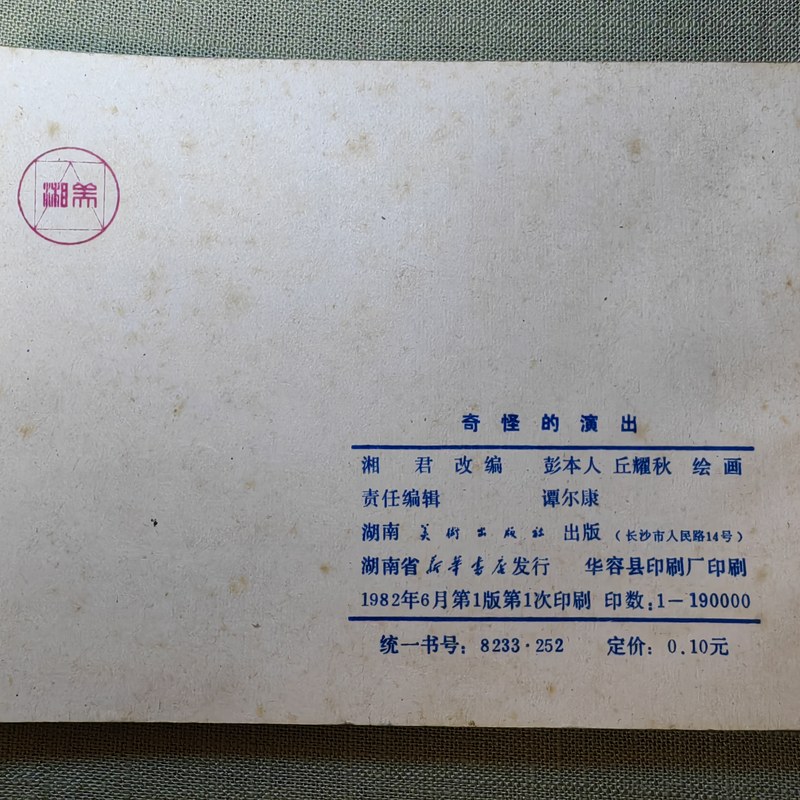 湘美
奇怪的演出
湘君 改编 彭本人 丘耀秋 绘画
责任编辑 谭尔康
湖南美術出版社 出版（长沙市人民路14号）
湖南省新华书店发行 华容县印刷厂印刷
1982年6月第1版第1次印刷 印数：1—190000
统一书号：8233·252 定价：0.10元